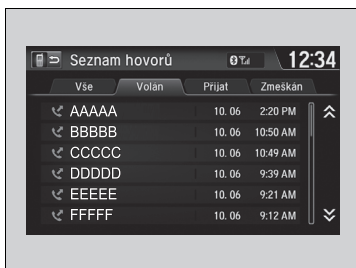 Seznam hovorů 12:34
Vše Volán Přijat Zmeškán
AAAAA 10. 06 2:20 PM
BBBBB 10. 06 10:50 AM
CCCCC 10. 06 10:49 AM
DDDDD 10. 06 9:39 AM
EEEEE 10. 06 9:21 AM
FFFFF 10. 06 9:12 AM